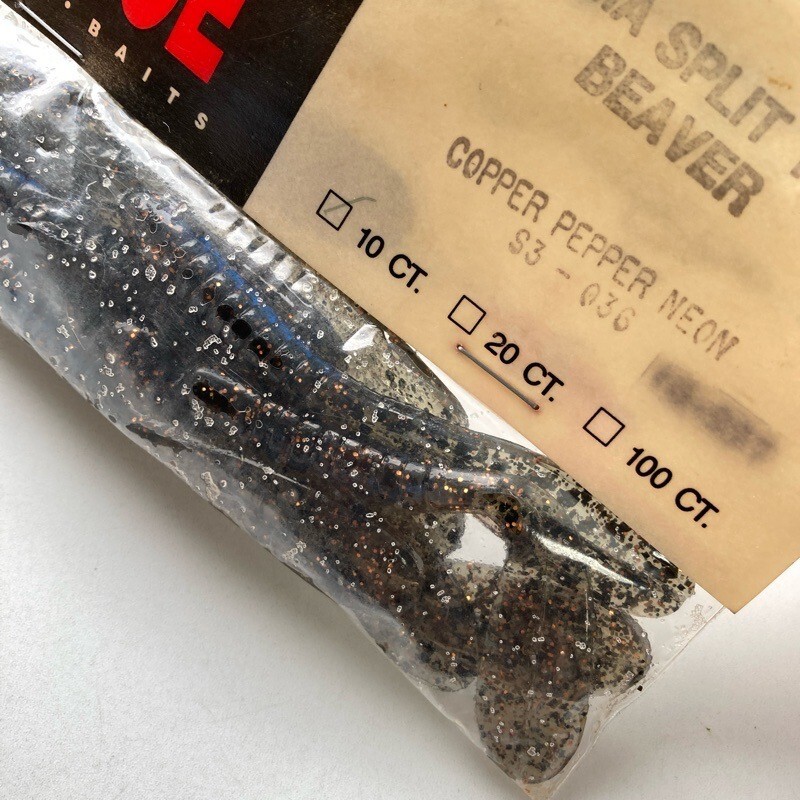 BAITS
SPLIT
BEAVER
COPPER PEPPER NEON
S3 - 036
10 CT.
20 CT.
100 CT.